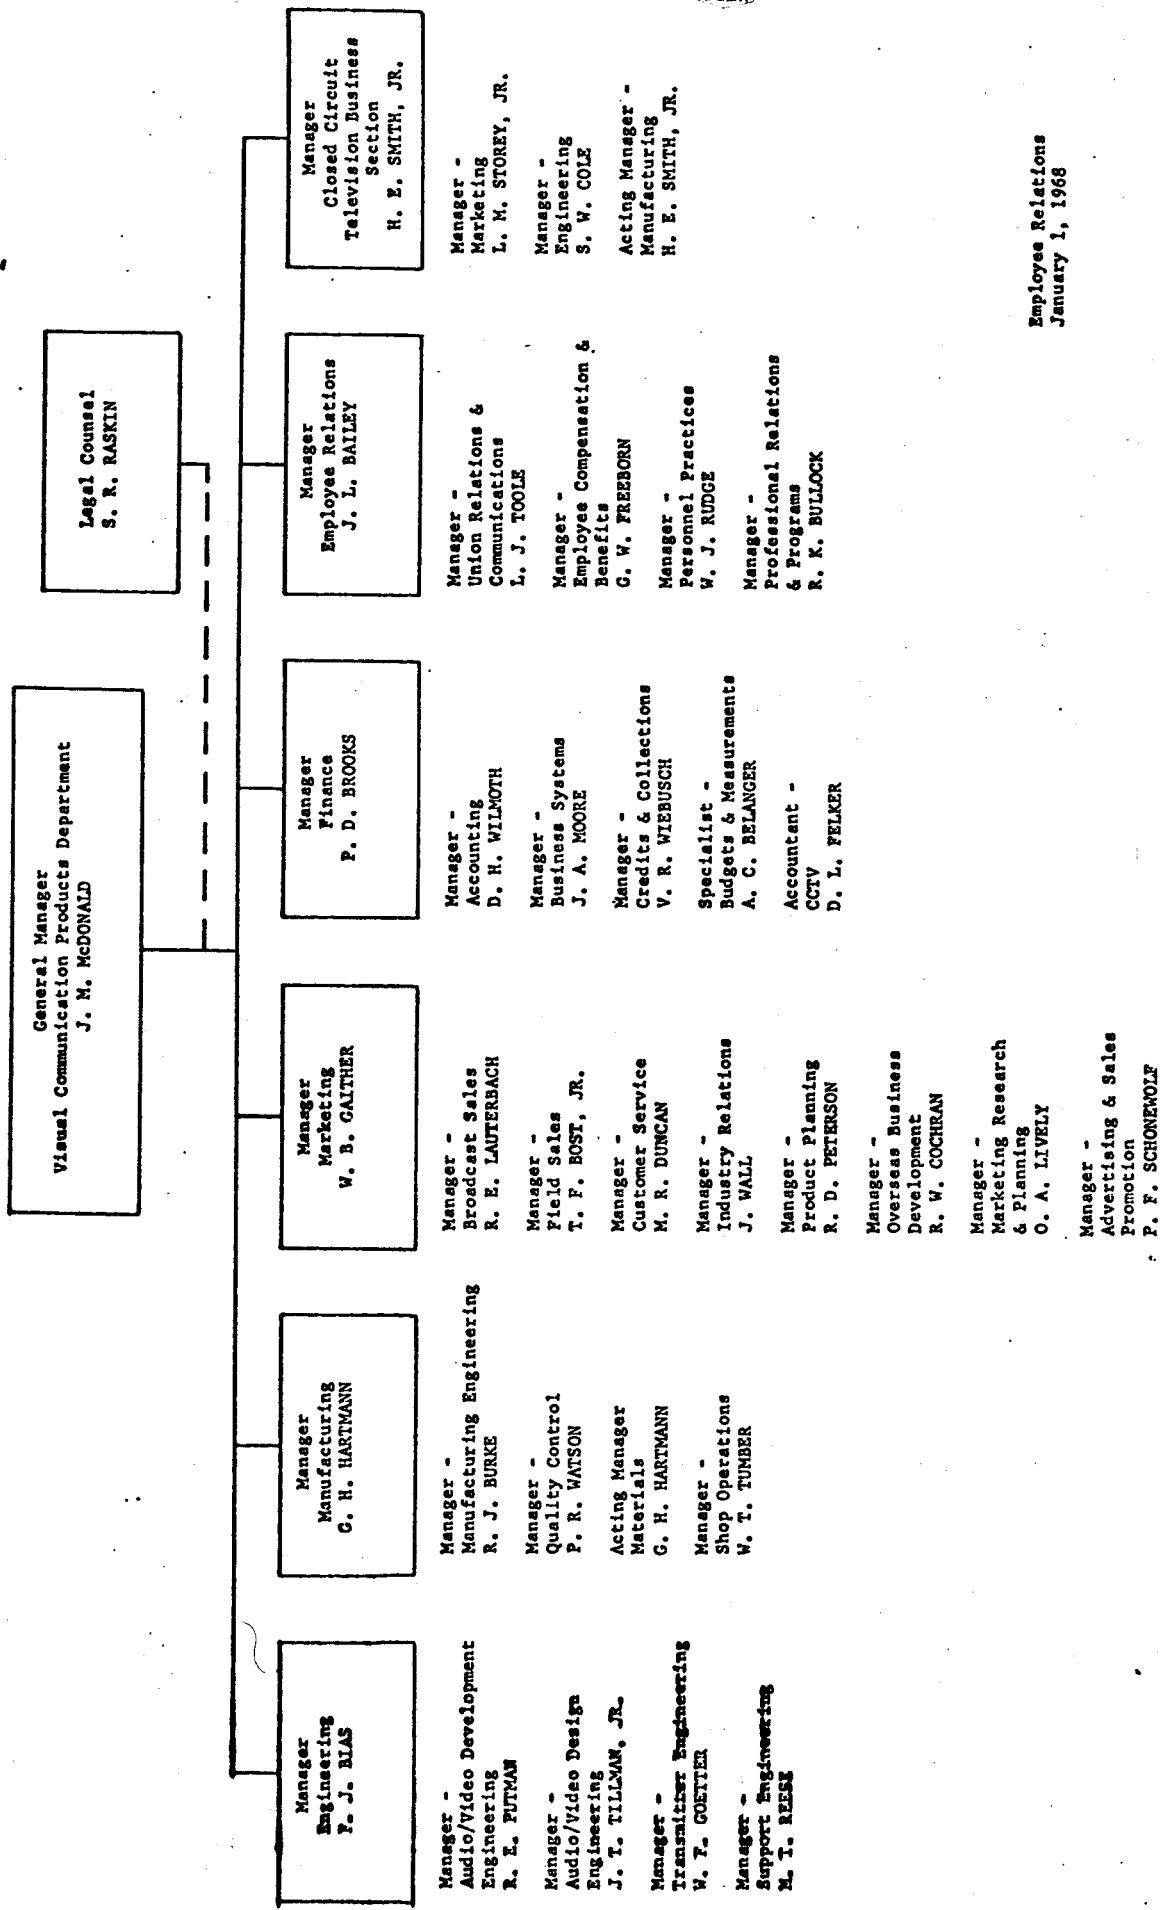 General Manager
Visual Communication Products Department
J. M. McDONALD
Legal Counsel
S. R. RASKIN
Manager
Engineering
F. J. BIAS
Manager -
Audio/Video Development
Engineering
R. E. PUTMAN
Manager -
Audio/Video Design
Engineering
J. T. TILLMAN, JR.
Manager -
Transmitter Engineering
W. F. GOETTER
Manager -
Support Engineering
M. T. REESE
Manager
Manufacturing
G. H. HARTMANN
Manager -
Manufacturing Engineering
R. J. BURKE
Manager -
Quality Control
P. R. WATSON
Acting Manager
Materials
G. H. HARTMANN
Manager -
Shop Operations
W. T. TUMBER
Manager
Marketing
W. B. GAITHER
Manager -
Broadcast Sales
R. E. LAUTERBACH
Manager -
Field Sales
T. F. BOST, JR.
Manager -
Customer Service
M. R. DUNCAN
Manager -
Industry Relations
J. WALL
Manager -
Product Planning
R. D. PETERSON
Manager -
Overseas Business
Development
R. W. COCHRAN
Manager -
Marketing Research
& Planning
O. A. LIVELY
Manager -
Advertising & Sales
Promotion
P. F. SCHONEWOLF
Manager
Finance
P. D. BROOKS
Manager -
Accounting
D. H. WILMOTH
Manager -
Business Systems
J. A. MOORE
Manager -
Credits & Collections
V. R. WIEBUSCH
Specialist -
Budgets & Measurements
A. C. BELANGER
Accountant -
CCTV
D. L. FELKER
Manager
Employee Relations
J. L. BAILEY
Manager -
Union Relations &
Communications
L. J. TOOLE
Manager -
Employee Compensation &
Benefits
G. W. FREEBORN
Manager -
Personnel Practices
W. J. RUDGE
Manager -
Professional Relations
& Programs
R. K. BULLOCK
Manager
Closed Circuit
Television Business
Section
H. E. SMITH, JR.
Manager -
Marketing
L. M. STOREY, JR.
Manager -
Engineering
S. W. COLE
Acting Manager -
Manufacturing
H. E. SMITH, JR.
Employee Relations
January 1, 1968